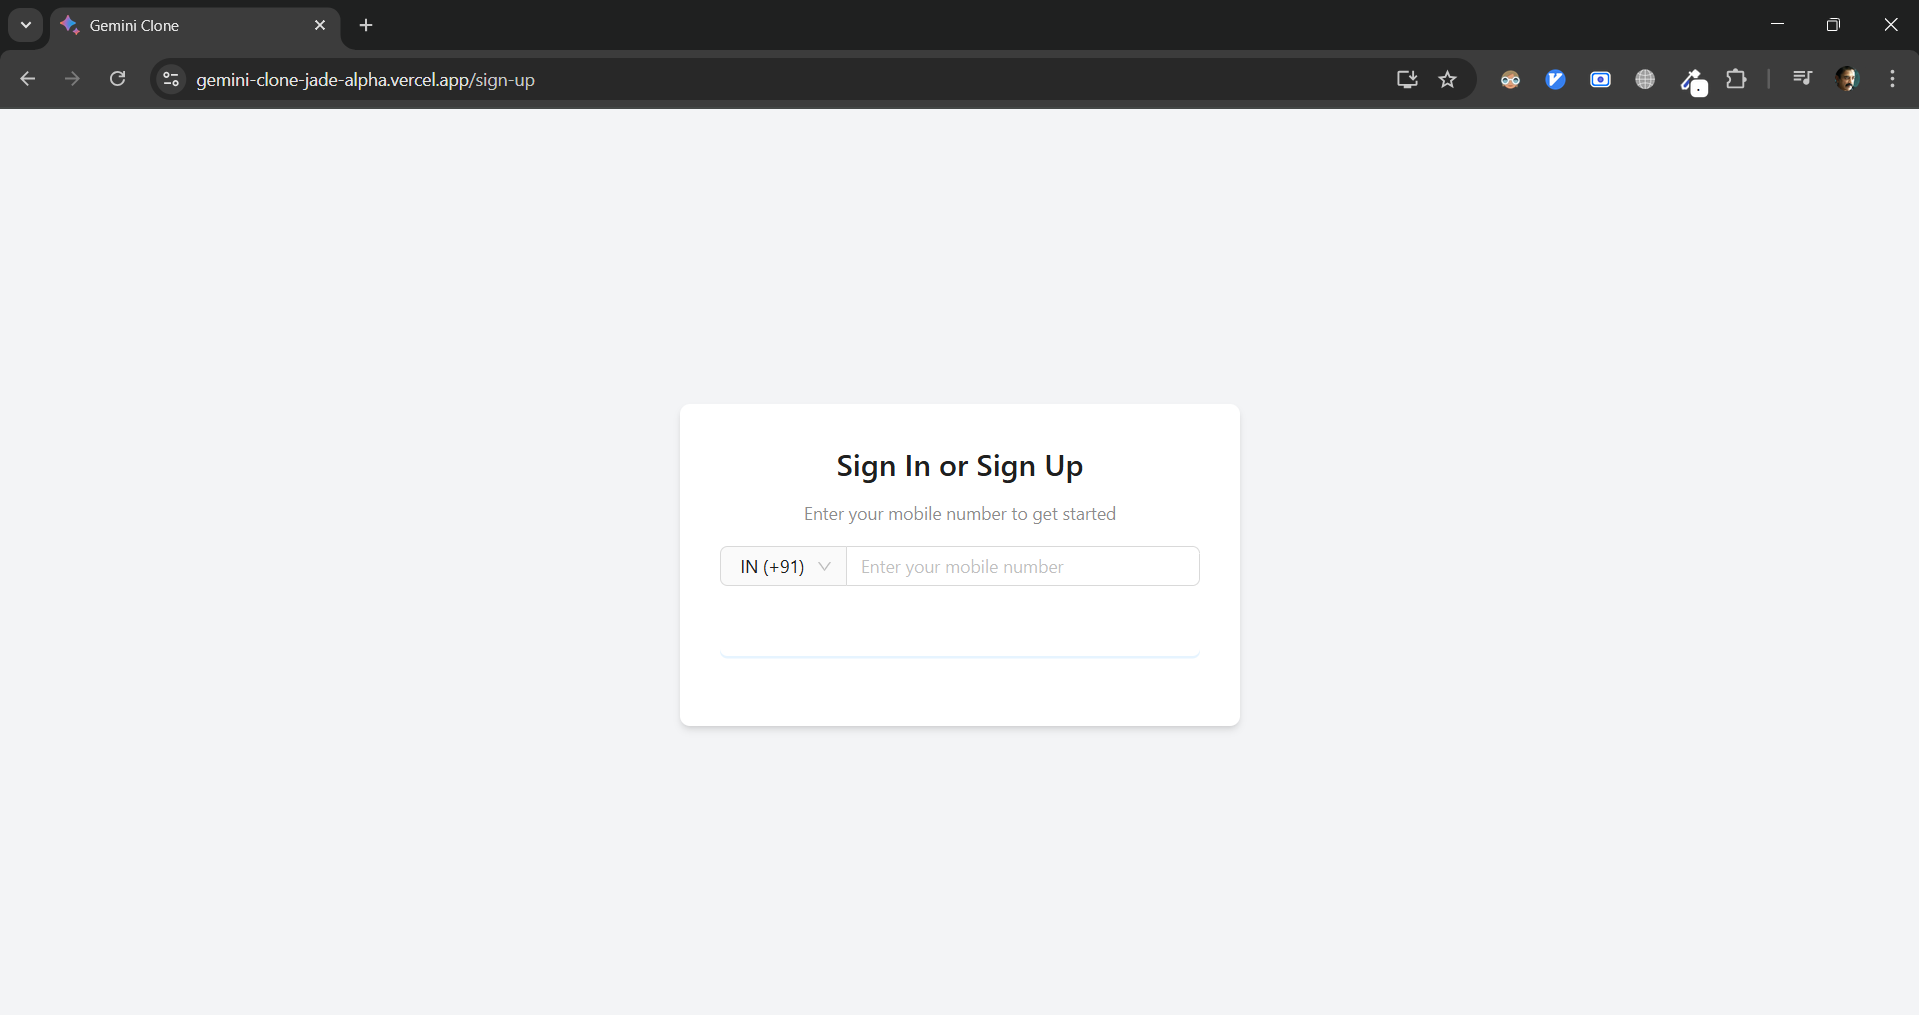 Gemini Clone
gemini-clone-jade-alpha.vercel.app/sign-up
Sign In or Sign Up
Enter your mobile number to get started
IN (+91) Enter your mobile number